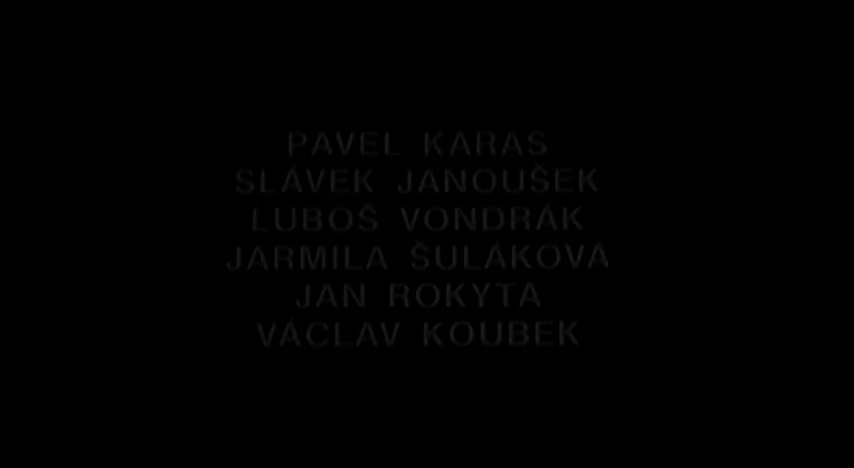 PAVEL KARAS
SLÁVEK JANOUŠEK
LUBOŠ VONDRÁK
JARMILA ŠULÁKOVÁ
JAN ROKYTA
VÁCLAV KOUBEK